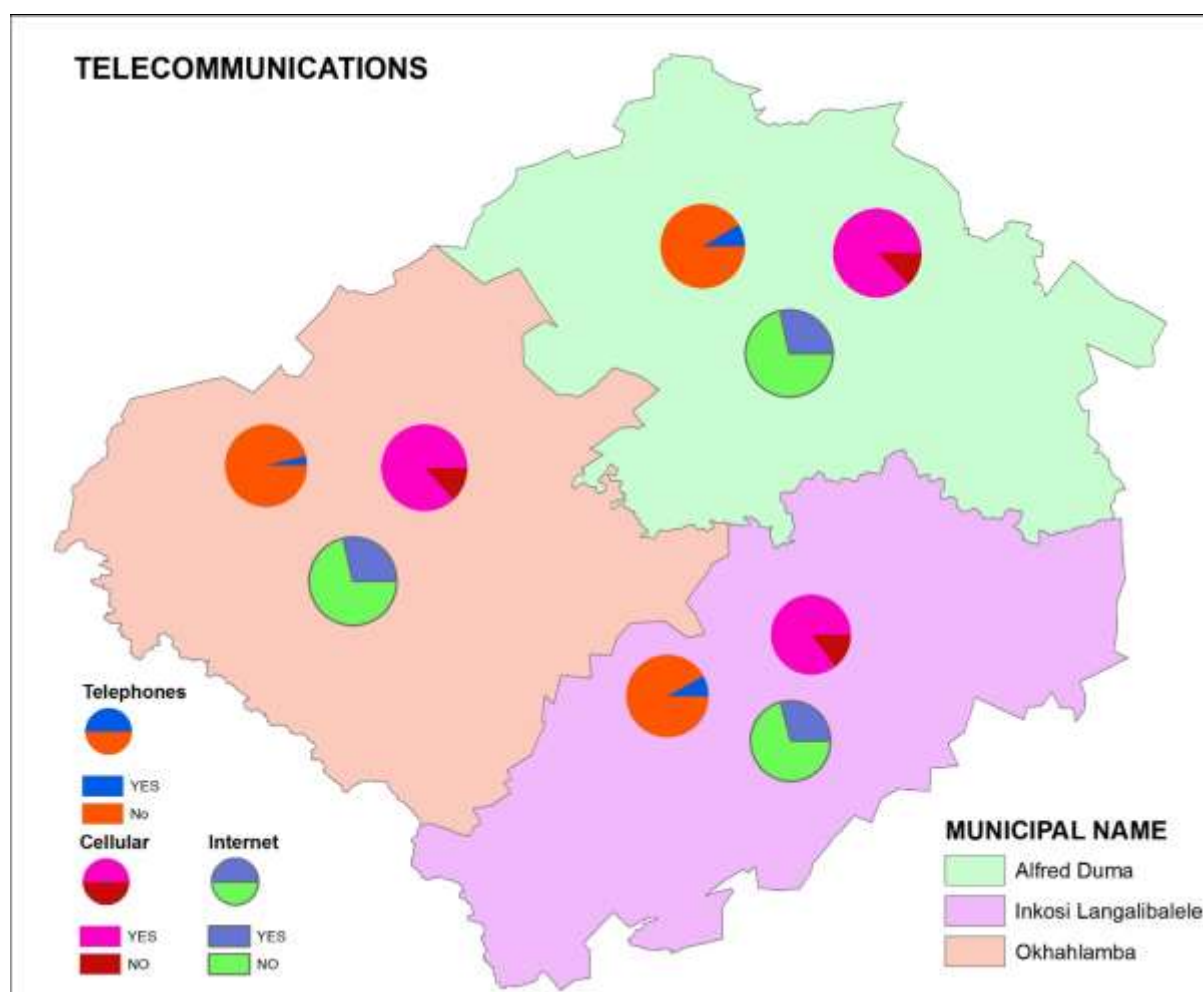 TELECOMMUNICATIONS
Telephones
YES
No
Cellular
YES
NO
Internet
YES
NO
MUNICIPAL NAME
Alfred Duma
Inkosi Langalibalele
Okhahlamba